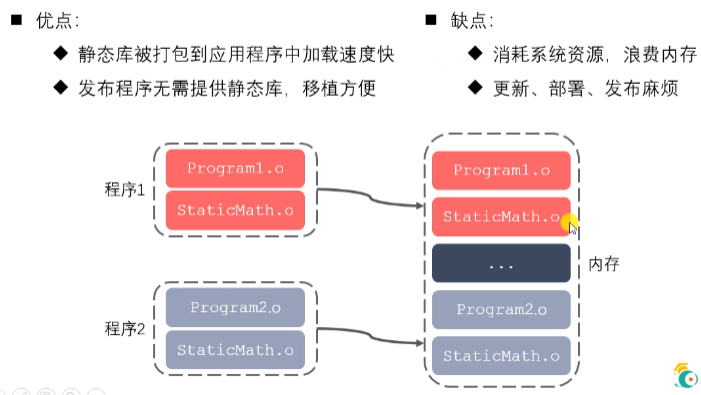 优点：
静态库被打包到应用程序中加载速度快
发布程序无需提供静态库，移植方便
缺点：
消耗系统资源，浪费内存
更新、部署、发布麻烦
程序1
Program1.o
StaticMath.o
程序2
Program2.o
StaticMath.o
Program1.o
StaticMath.o
...
Program2.o
StaticMath.o
内存